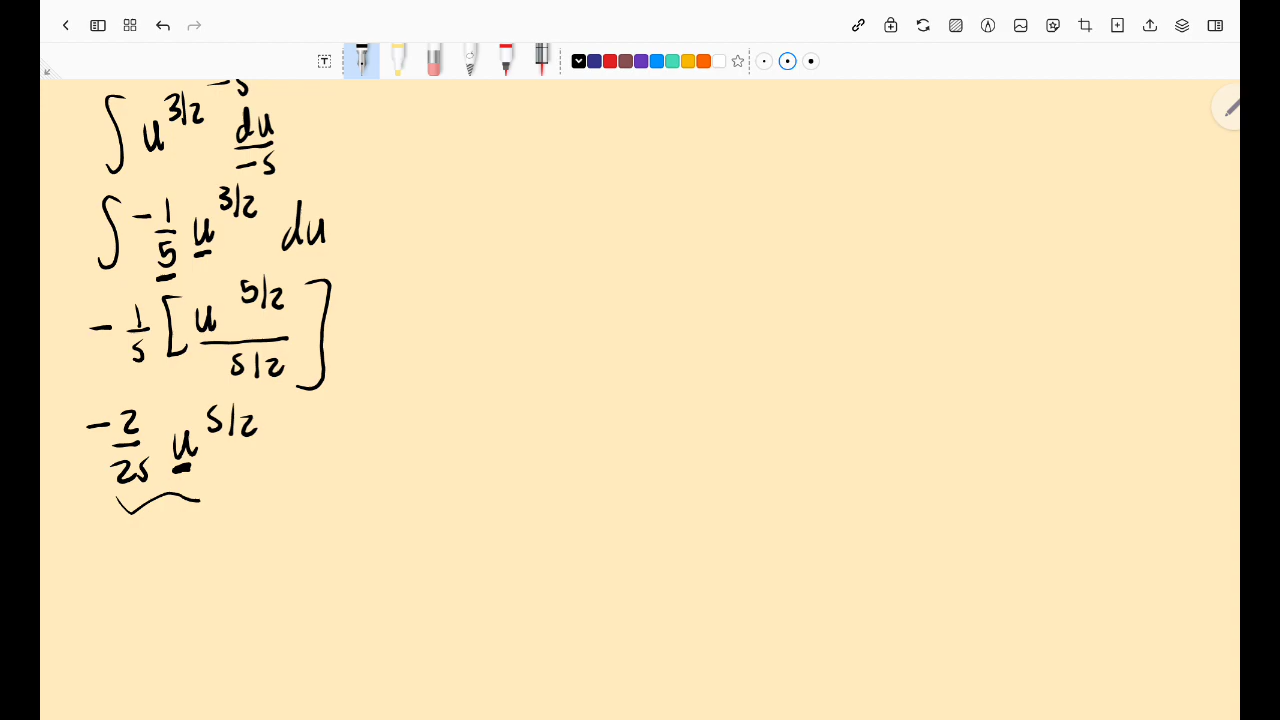 -5
∫ u^{3/2} du/-5
∫ -1/5 u^{3/2} du
-1/5 [u^{5/2} / 5/2]
-2/25 u^{5/2}